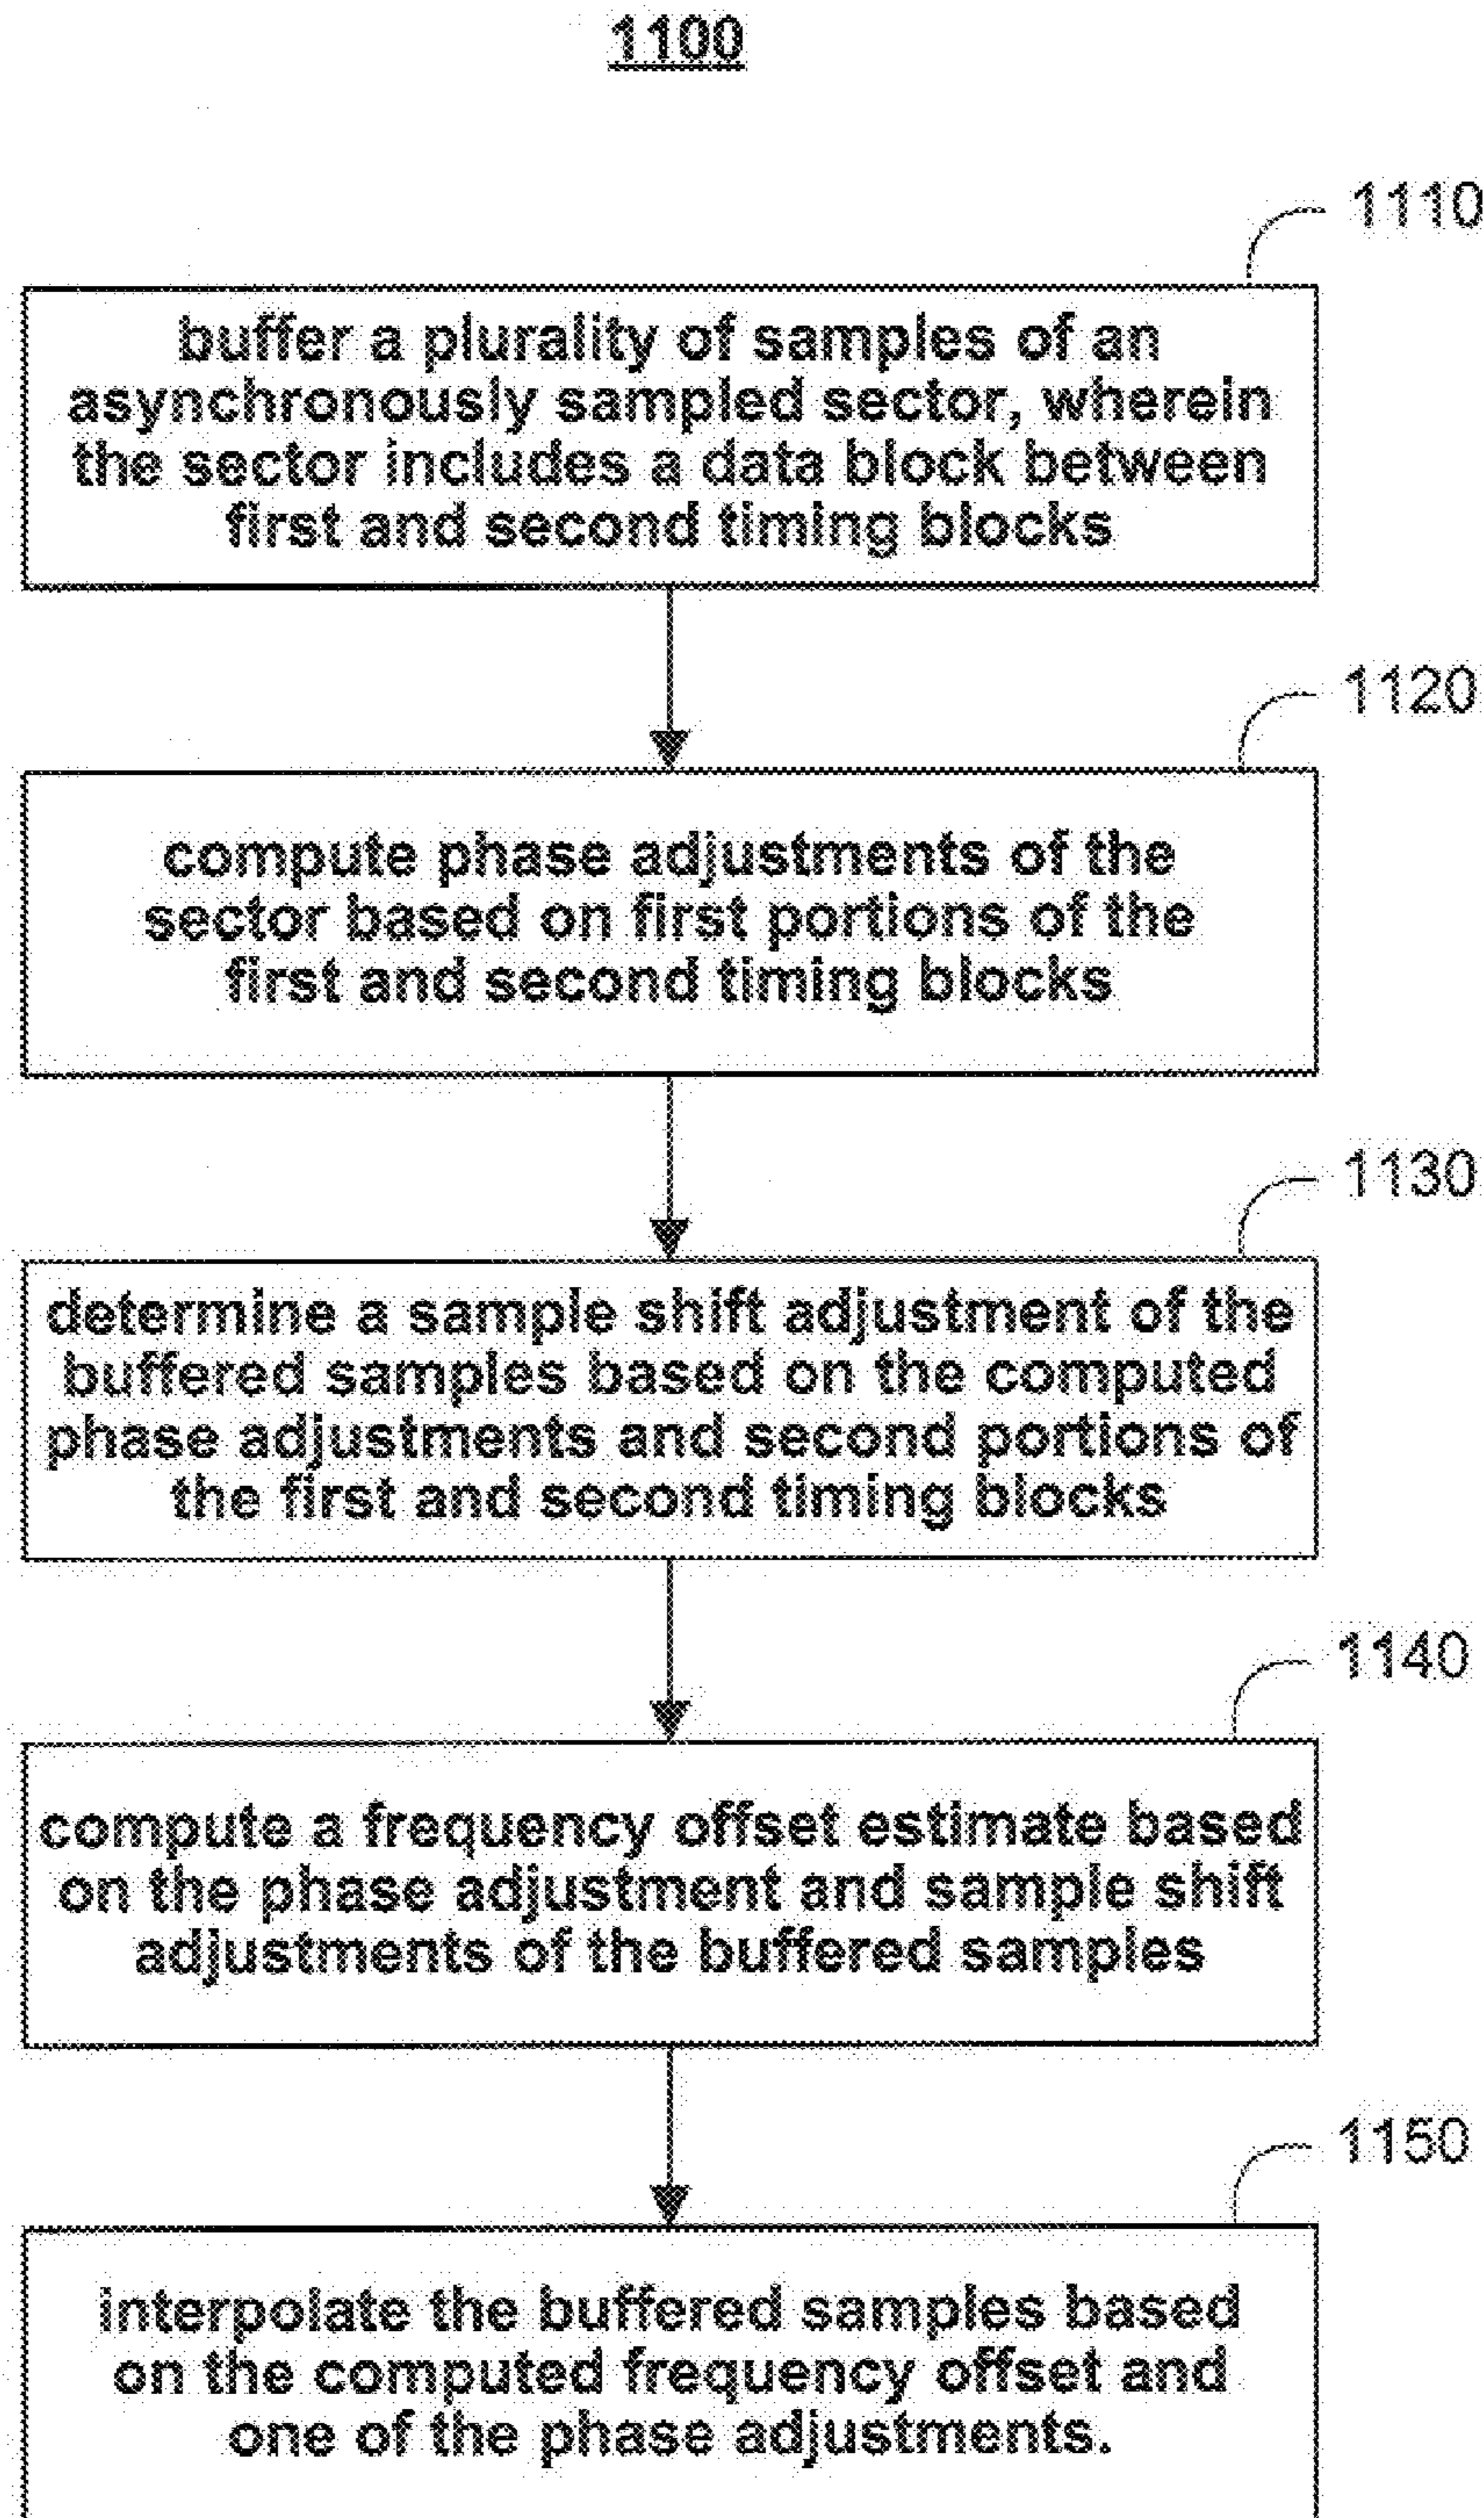 1100
1110
buffer a plurality of samples of an
asynchronously sampled sector, wherein
the sector includes a data block between
first and second timing blocks
1120
compute phase adjustments of the
sector based on first portions of the
first and second timing blocks
1130
determine a sample shift adjustment of the
buffered samples based on the computed
phase adjustments and second portions of
the first and second timing blocks
1140
compute a frequency offset estimate based
on the phase adjustment and sample shift
adjustments of the buffered samples
1150
interpolate the buffered samples based
on the computed frequency offset and
one of the phase adjustments.